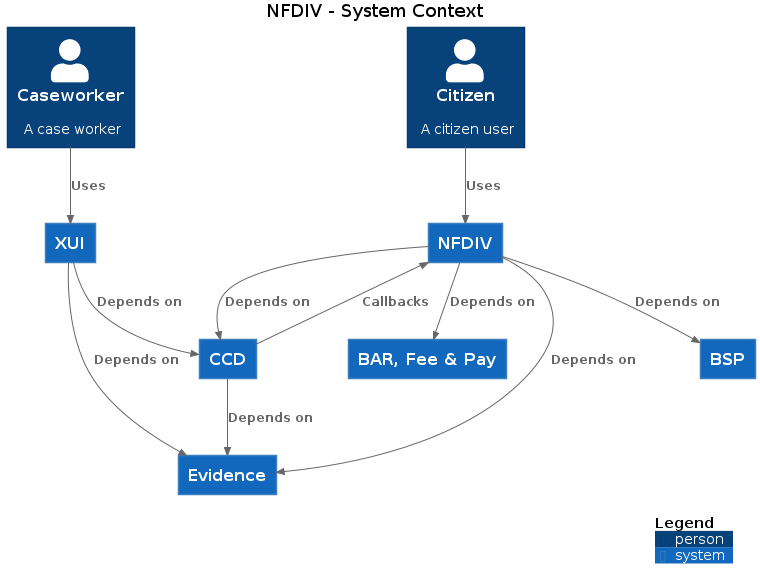 NFDIV - System Context
Caseworker
A case worker
Citizen
A citizen user
Uses
Uses
XUI
NFDIV
Depends on
Depends on
Callbacks
Depends on
Depends on
CCD
BAR, Fee & Pay
BSP
Depends on
Depends on
Depends on
Evidence
Legend
person
system